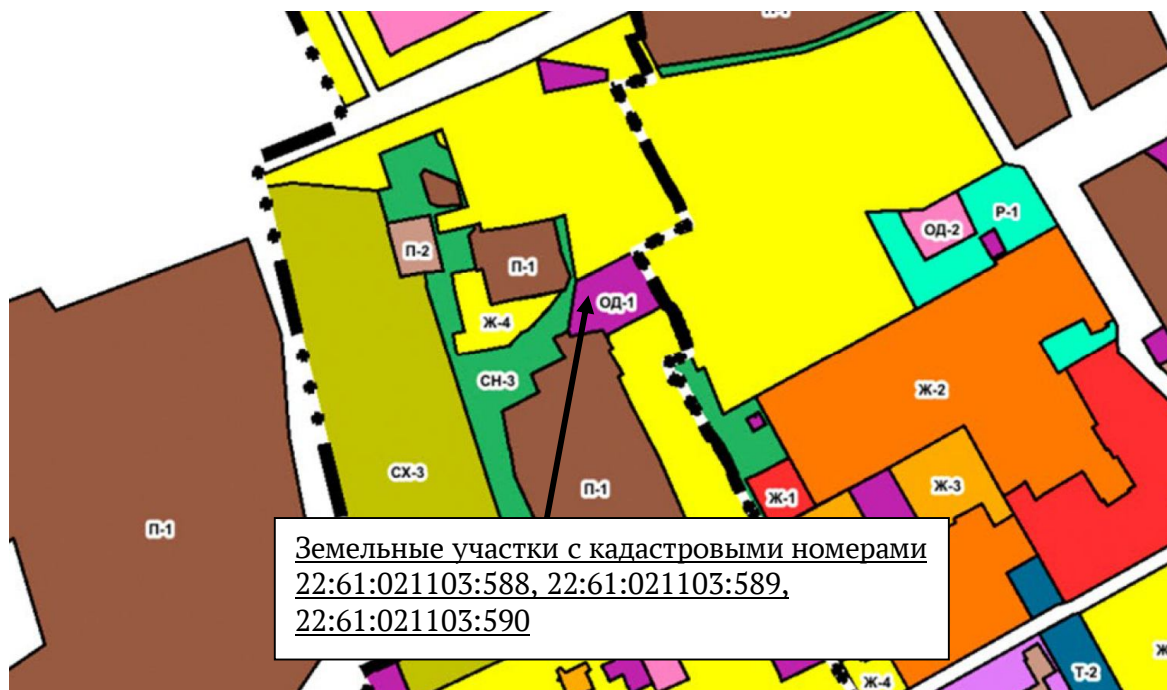 П-1
Р-1
ОД-2
П-2
П-1
ОД-1
Ж-4
СН-3
Ж-2
СХ-3
Ж-3
П-1
Ж-1
П-1
Земельные участки с кадастровыми номерами
22:61:021103:588, 22:61:021103:589,
22:61:021103:590
Т-2
Ж-4